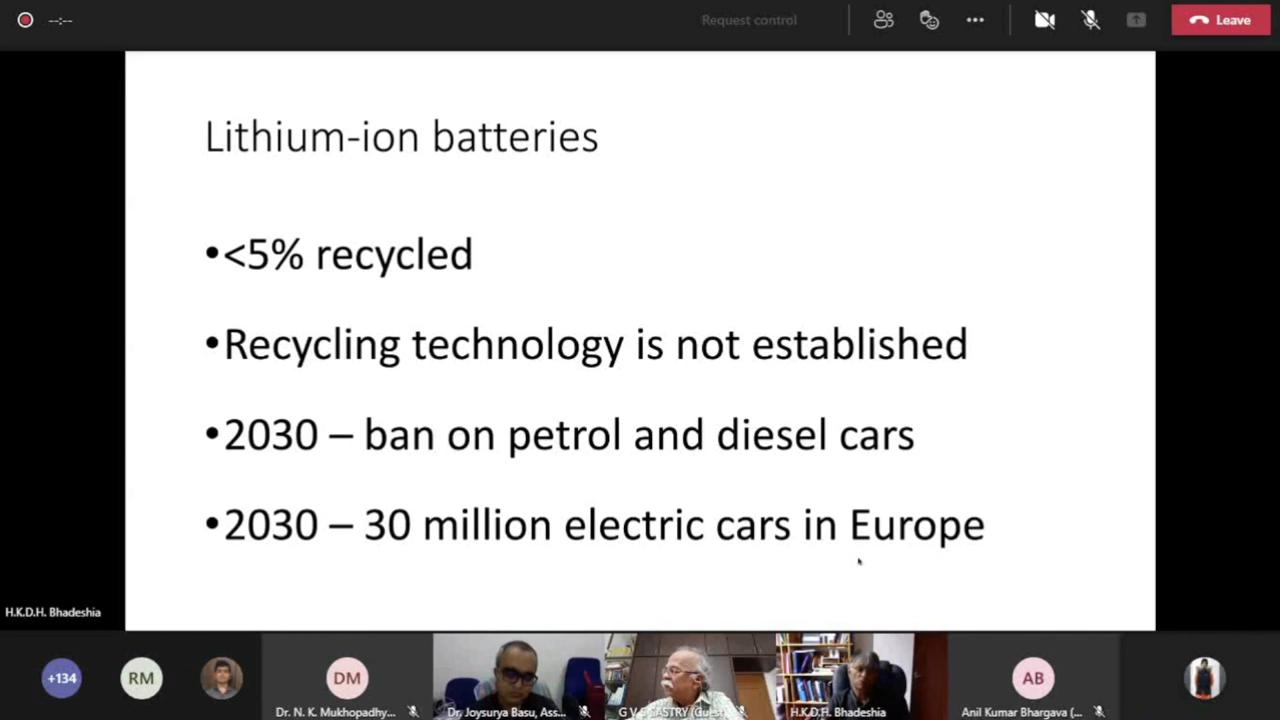 --:--
Request control
Leave
Lithium-ion batteries
•<5% recycled
•Recycling technology is not established
•2030 – ban on petrol and diesel cars
•2030 – 30 million electric cars in Europe
H.K.D.H. Bhadeshia
+134
RM
DM
Dr. N. K. Mukhopadhy...
Dr. Joysurya Basu, Ass...
G V S SASTRY (Guest)
H.K.D.H. Bhadeshia
AB
Anil Kumar Bhargava (...